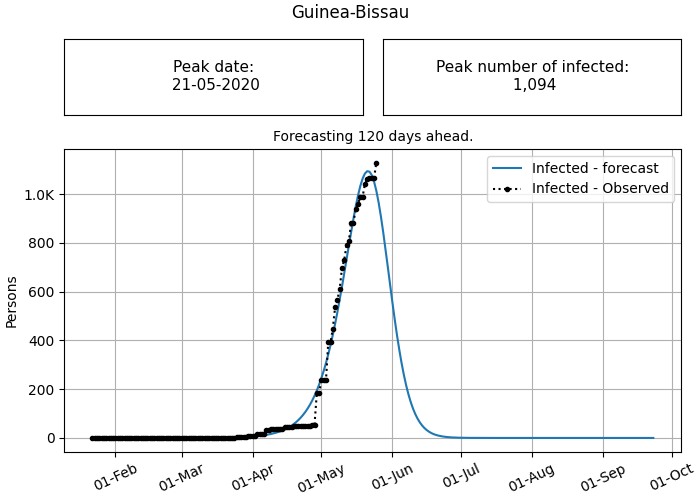 Guinea-Bissau
Peak date:
21-05-2020
Peak number of infected:
1,094
Forecasting 120 days ahead.
Infected - forecast
Infected - Observed
Persons
1.0K
800
600
400
200
0
01-Feb
01-Mar
01-Apr
01-May
01-Jun
01-Jul
01-Aug
01-Sep
01-Oct